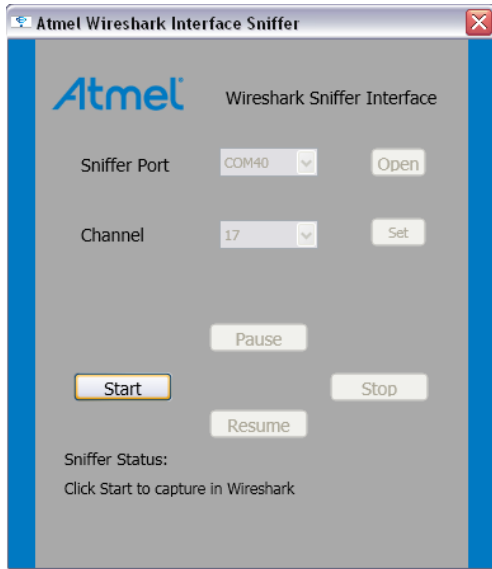 Atmel Wireshark Interface Sniffer
Atmel
Wireshark Sniffer Interface
Sniffer Port
COM40
Open
Channel
17
Set
Pause
Start
Stop
Resume
Sniffer Status:
Click Start to capture in Wireshark